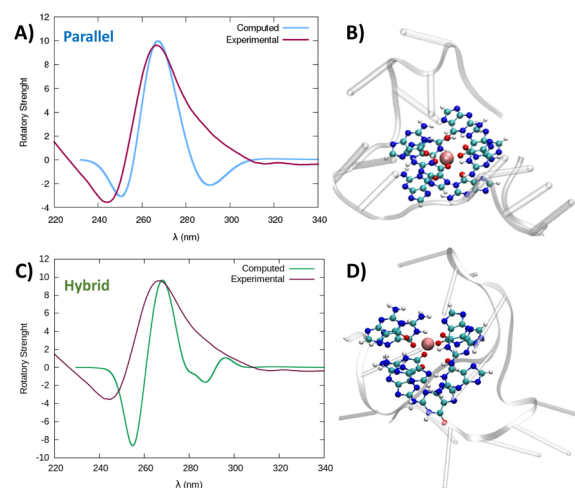 A) Parallel
Computed
Experimental
Rotatory Strenght
12
10
8
6
4
2
0
-2
-4
220 240 260 280 300 320 340
λ (nm)
B)
C) Hybrid
Computed
Experimental
Rotatory Strenght
12
10
8
6
4
2
0
-2
-4
-6
-8
-10
220 240 260 280 300 320 340
λ (nm)
D)